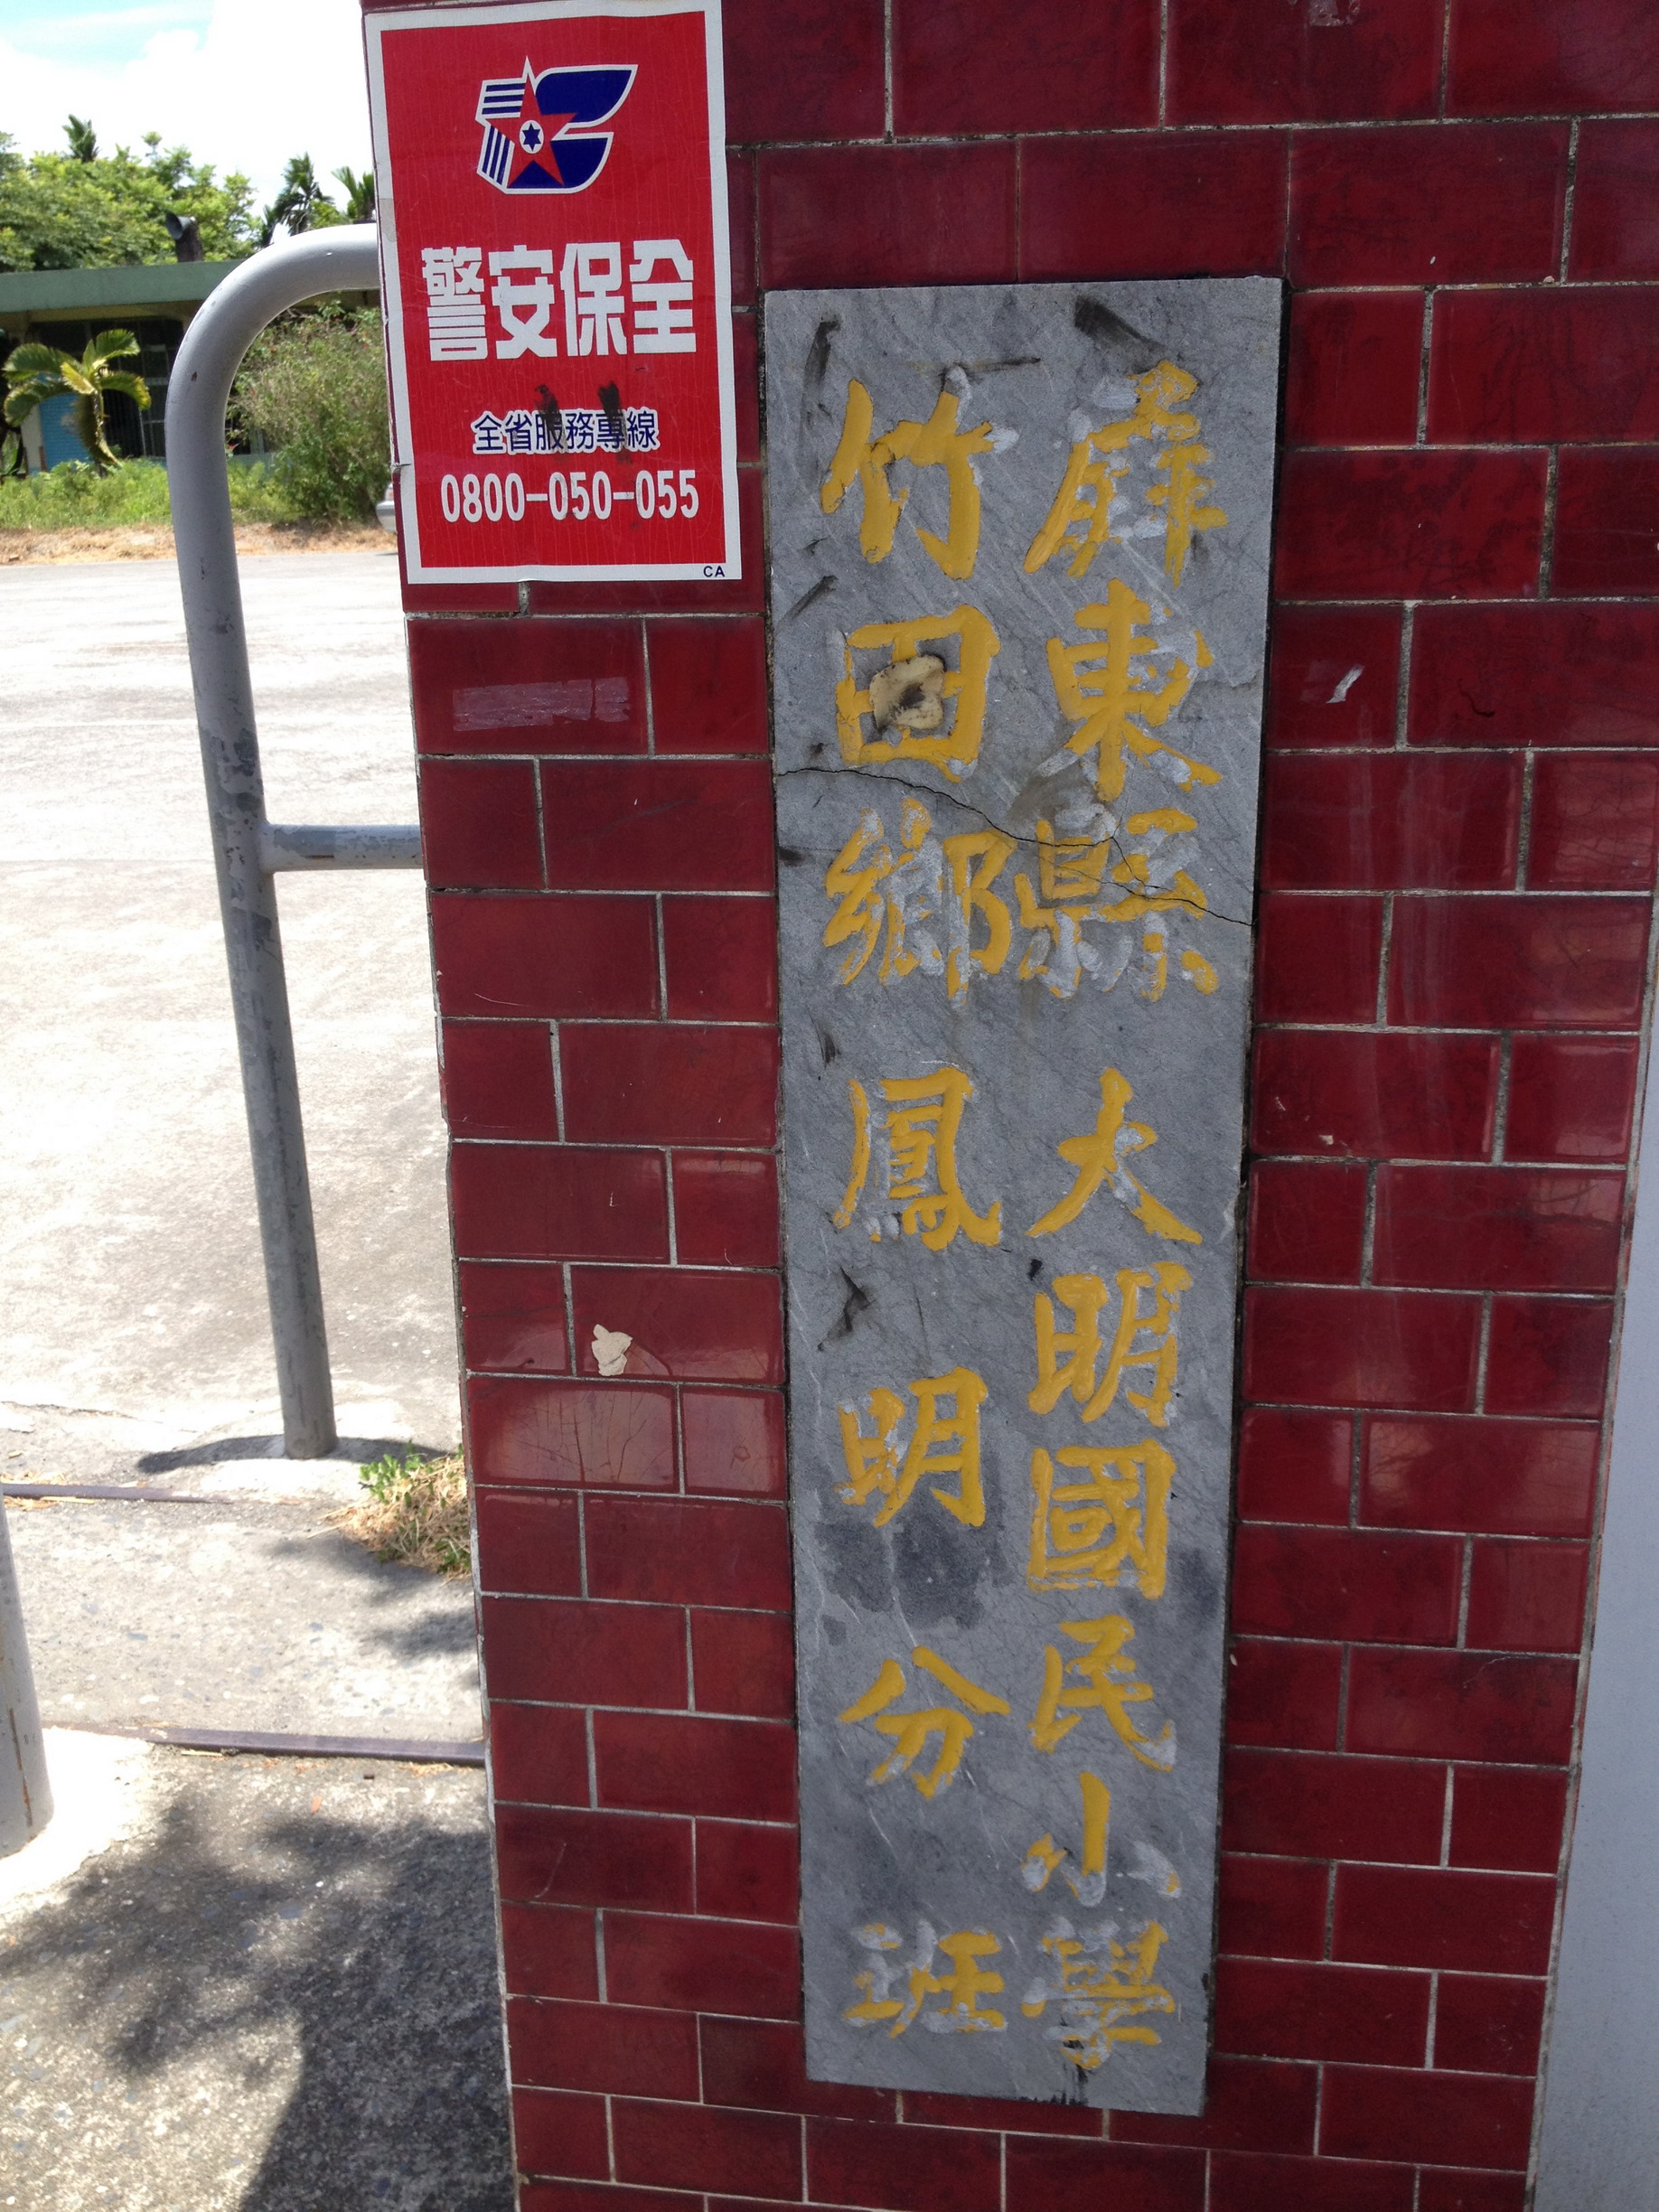 警安保全
全省服務專線
0800-050-055
CA
屏東縣 大明國民小學
竹田鄉 鳳明分班